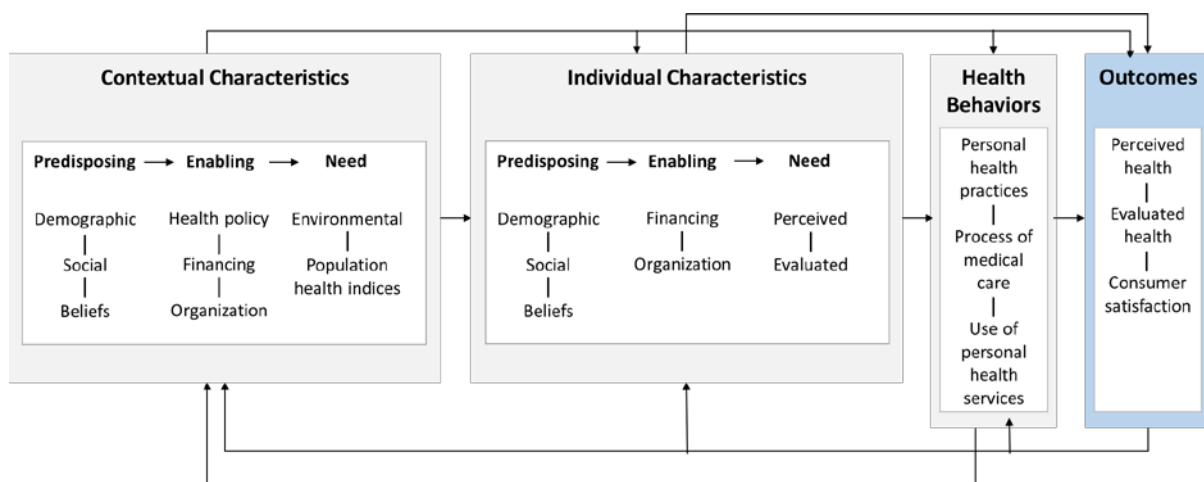 Contextual Characteristics
Predisposing
Enabling
Need
Demographic
Social
Beliefs
Health policy
Financing
Organization
Environmental
Population
health indices
Individual Characteristics
Predisposing
Enabling
Need
Demographic
Social
Beliefs
Financing
Organization
Perceived
Evaluated
Health
Behaviors
Personal
health
practices
Process of
medical
care
Use of
personal
health
services
Outcomes
Perceived
health
Evaluated
health
Consumer
satisfaction